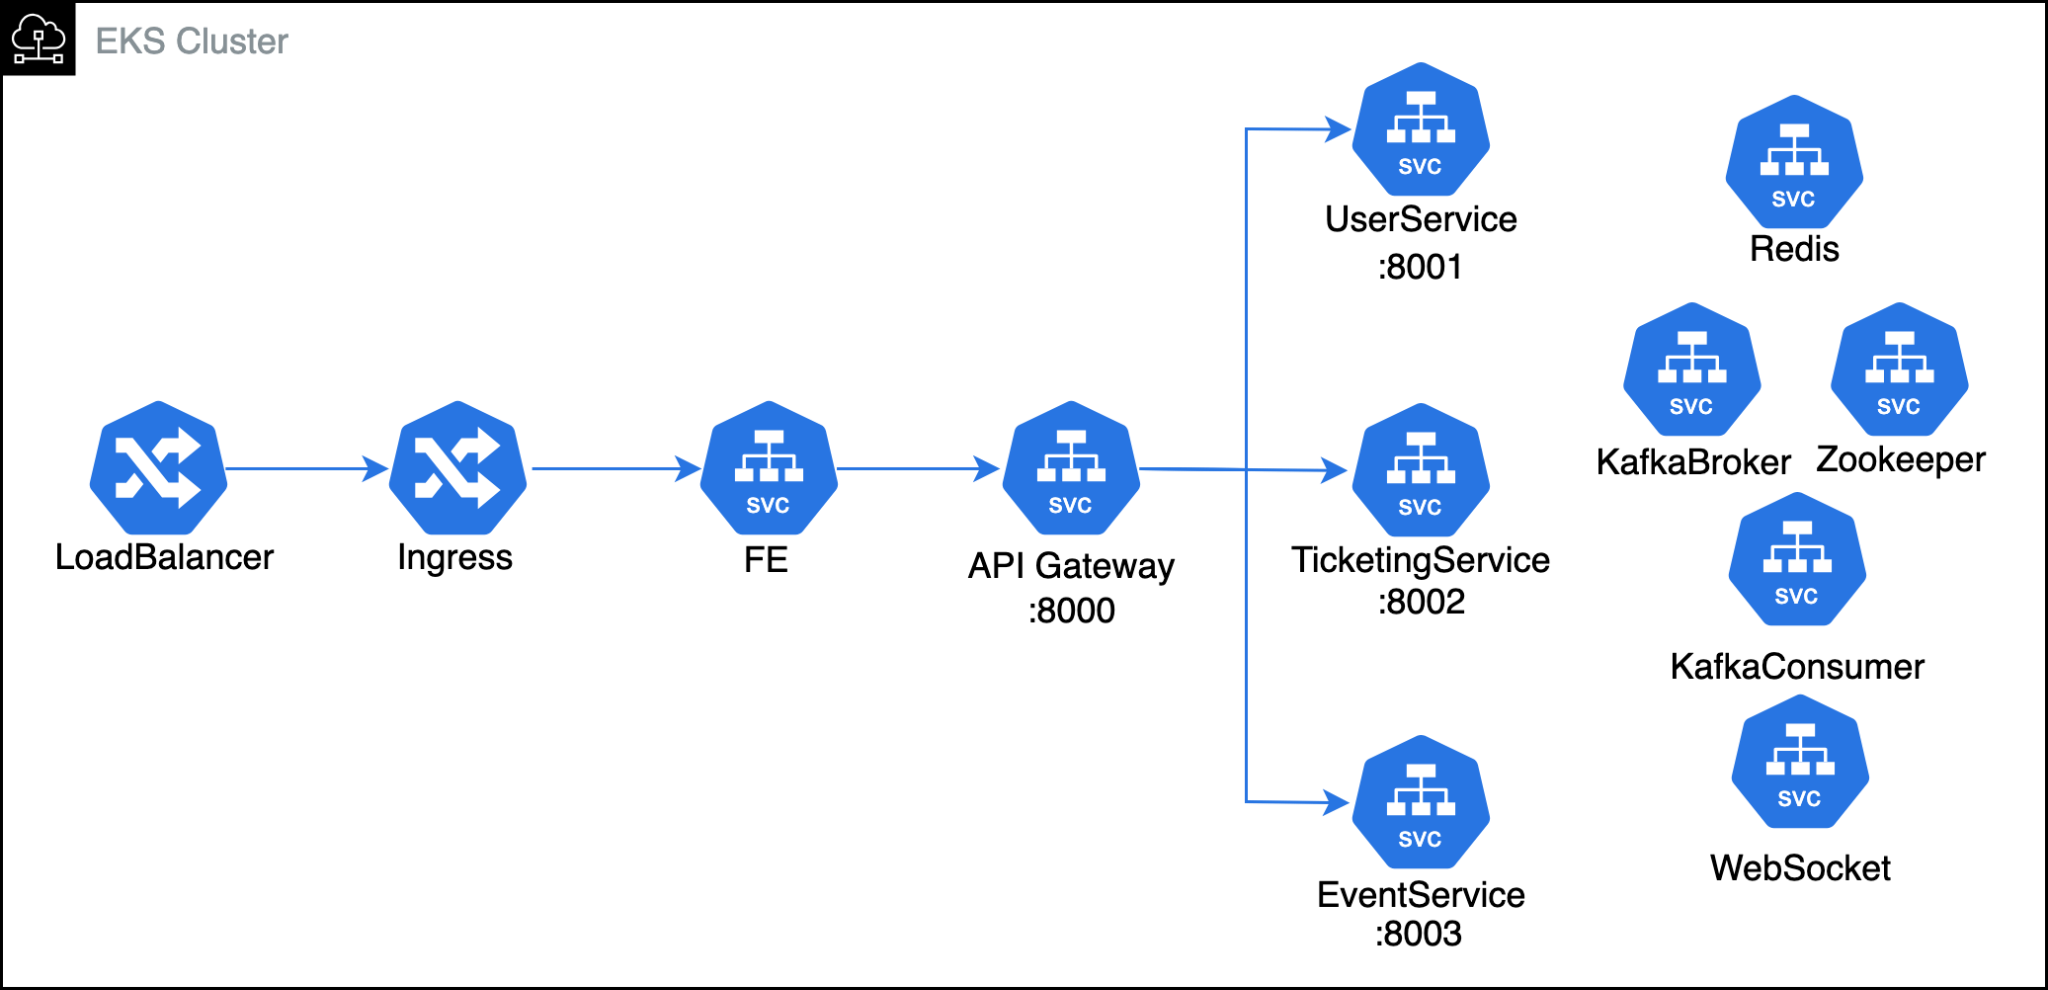 EKS Cluster
LoadBalancer
Ingress
SVC
FE
SVC
API Gateway
:8000
SVC
UserService
:8001
SVC
TicketingService
:8002
SVC
EventService
:8003
SVC
Redis
SVC
KafkaBroker
SVC
Zookeeper
SVC
KafkaConsumer
SVC
WebSocket